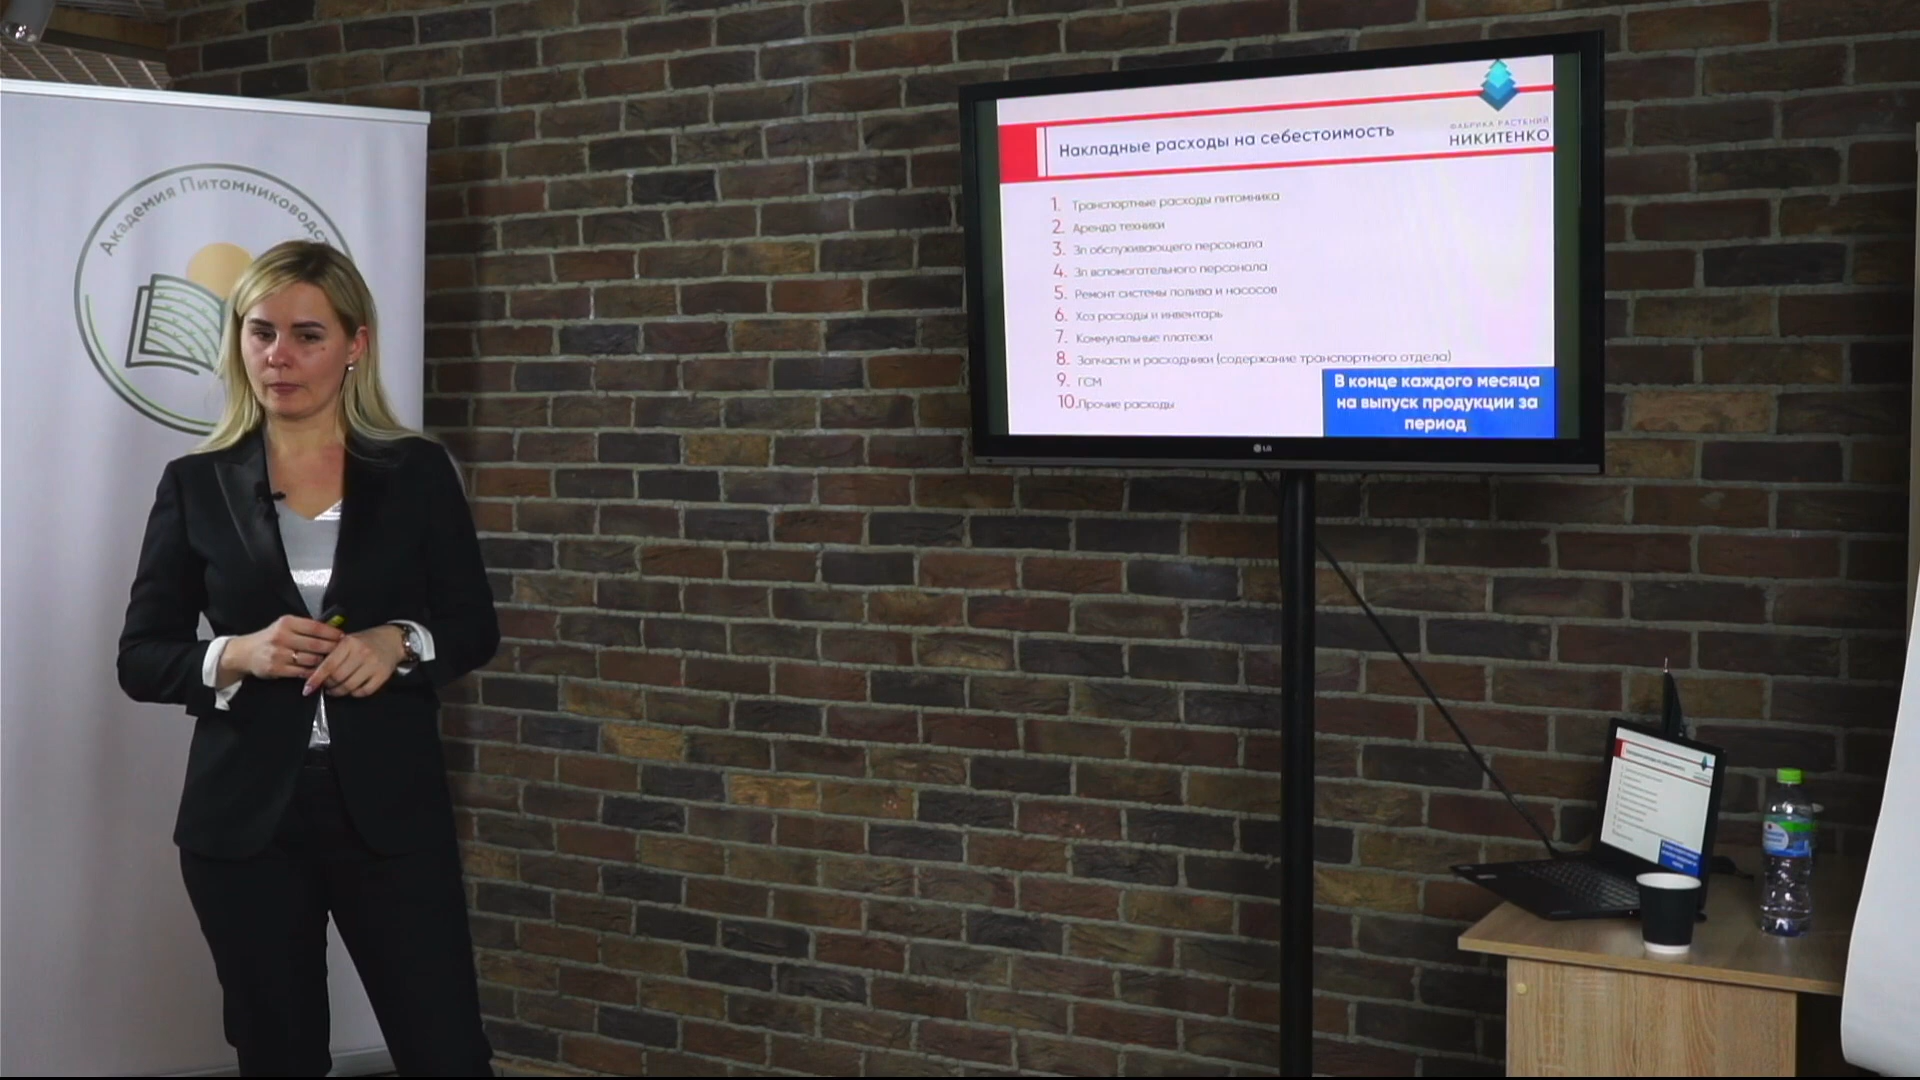 Академия Питомниководст
Накладные расходы на себестоимость
ФАБРИКА РАСТЕНИЙ
НИКИТЕНКО
1. Транспортные расходы питомника
2. Аренда техники
3. Зп обслуживающего персонала
4. Зп вспомогательного персонала
5. Ремонт системы полива и насосов
6. Хоз расходы и инвентарь
7. Коммунальные платежи
8. Запчасти и расходники (содержание транспортного отдела)
9. ГСМ
10. Прочие расходы
В конце каждого месяца
на выпуск продукции за
период
LG